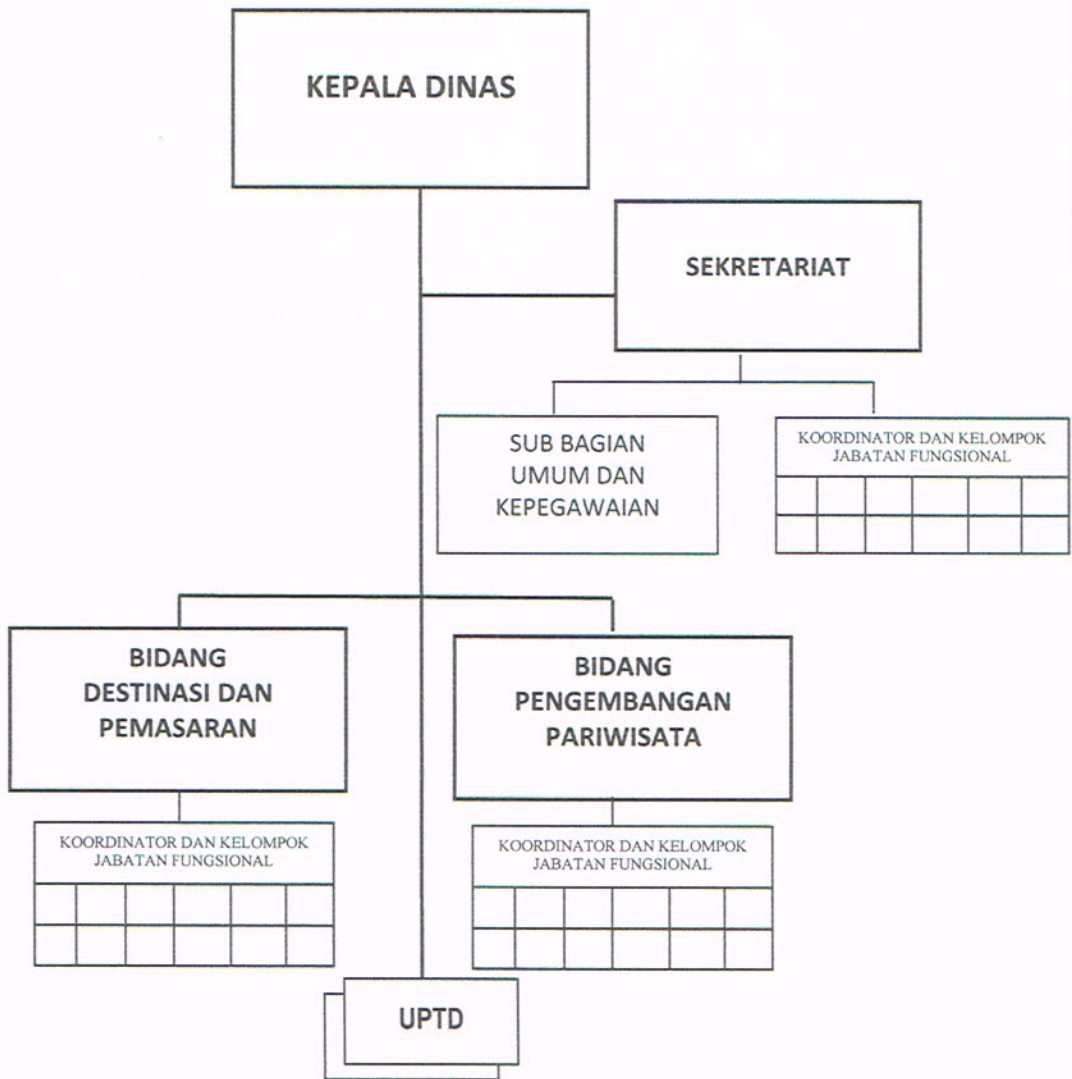 KEPALA DINAS
SEKRETARIAT
SUB BAGIAN
UMUM DAN
KEPEGAWAIAN
KOORDINATOR DAN KELOMPOK
JABATAN FUNGSIONAL
BIDANG
DESTINASI DAN
PEMASARAN
BIDANG
PENGEMBANGAN
PARIWISATA
KOORDINATOR DAN KELOMPOK
JABATAN FUNGSIONAL
KOORDINATOR DAN KELOMPOK
JABATAN FUNGSIONAL
UPTD